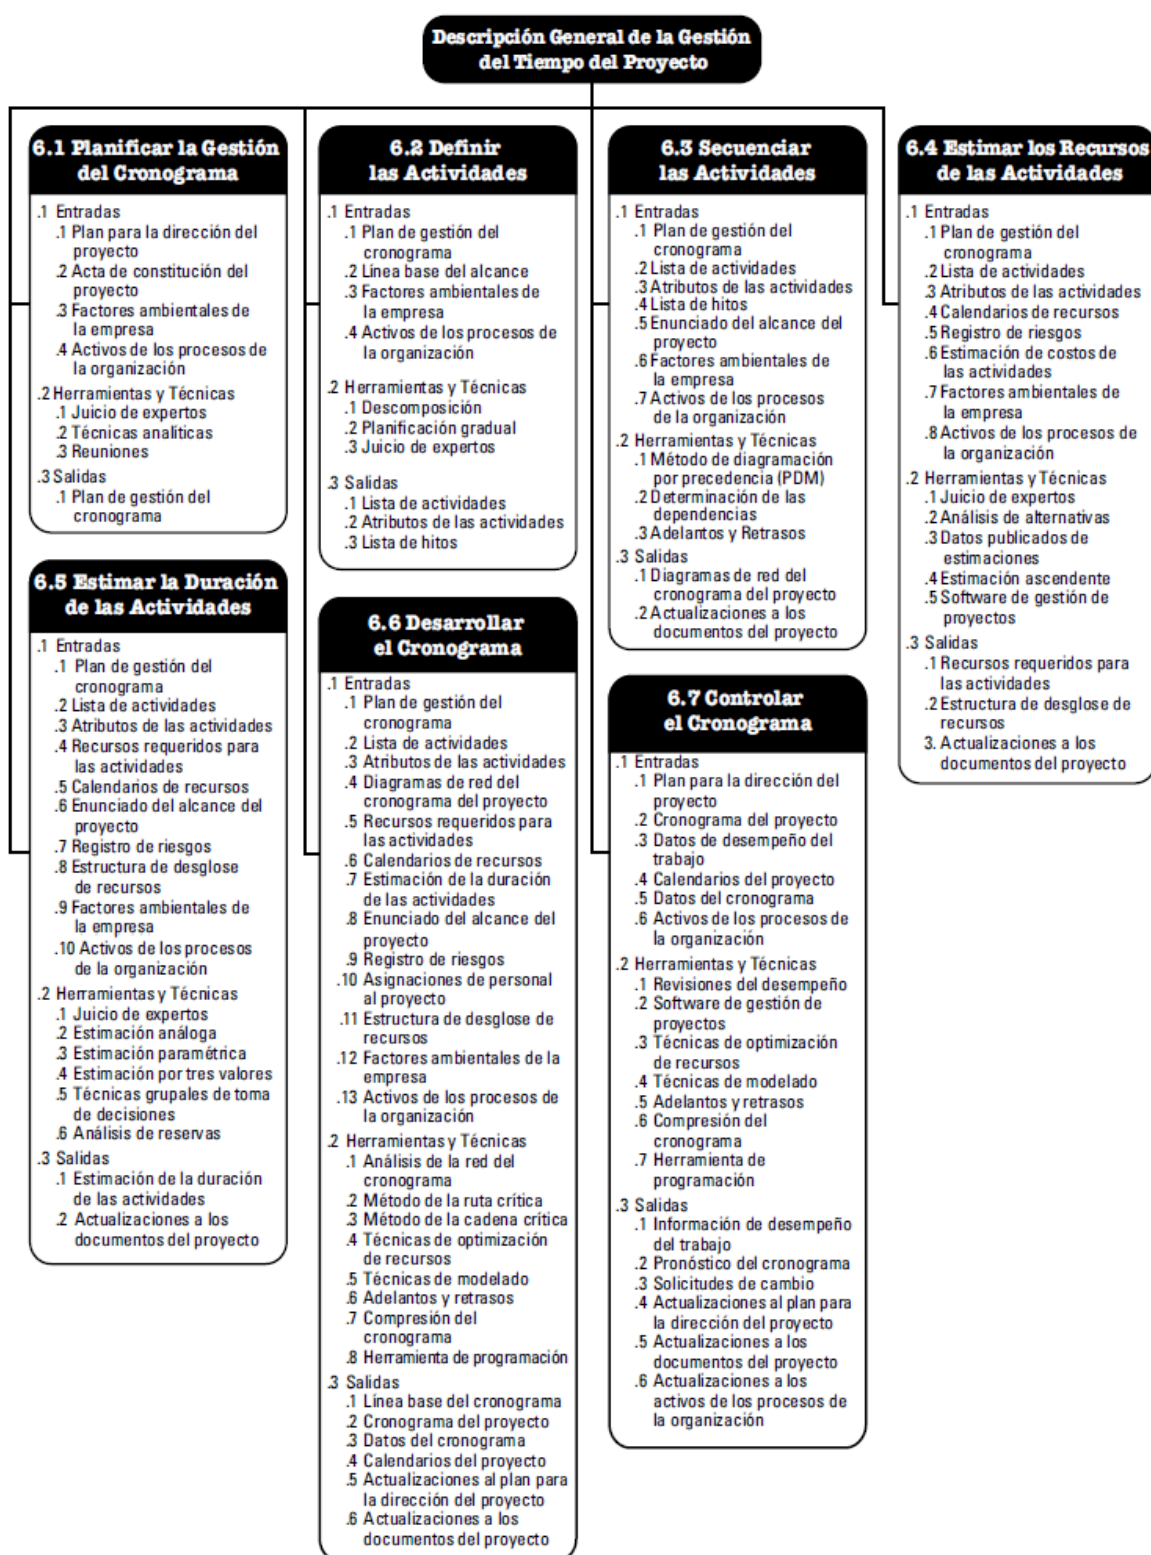 Descripción General de la Gestión
del Tiempo del Proyecto
6.1 Planificar la Gestión
del Cronograma
.1 Entradas
.1 Plan para la dirección del
proyecto
.2 Acta de constitución del
proyecto
.3 Factores ambientales de
la empresa
.4 Activos de los procesos de
la organización
.2 Herramientas y Técnicas
.1 Juicio de expertos
.2 Técnicas analíticas
.3 Reuniones
.3 Salidas
.1 Plan de gestión del
cronograma
6.2 Definir
las Actividades
.1 Entradas
.1 Plan de gestión del
cronograma
.2 Línea base del alcance
.3 Factores ambientales de
la empresa
.4 Activos de los procesos de
la organización
.2 Herramientas y Técnicas
.1 Descomposición
.2 Planificación gradual
.3 Juicio de expertos
.3 Salidas
.1 Lista de actividades
.2 Atributos de las actividades
.3 Lista de hitos
6.3 Secuenciar
las Actividades
.1 Entradas
.1 Plan de gestión del
cronograma
.2 Lista de actividades
.3 Atributos de las actividades
.4 Lista de hitos
.5 Enunciado del alcance del
proyecto
.6 Factores ambientales de
la empresa
.7 Activos de los procesos
de la organización
.2 Herramientas y Técnicas
.1 Método de diagramación
por precedencia (PDM)
.2 Determinación de las
dependencias
.3 Adelantos y Retrasos
.3 Salidas
.1 Diagramas de red del
cronograma del proyecto
.2 Actualizaciones a los
documentos del proyecto
6.4 Estimar los Recursos
de las Actividades
.1 Entradas
.1 Plan de gestión del
cronograma
.2 Lista de actividades
.3 Atributos de las actividades
.4 Calendarios de recursos
.5 Registro de riesgos
.6 Estimación de costos de
las actividades
.7 Factores ambientales de
la empresa
.8 Activos de los procesos de
la organización
.2 Herramientas y Técnicas
.1 Juicio de expertos
.2 Análisis de alternativas
.3 Datos publicados de
estimaciones
.4 Estimación ascendente
.5 Software de gestión de
proyectos
.3 Salidas
.1 Recursos requeridos para
las actividades
.2 Estructura de desglose de
recursos
3. Actualizaciones a los
documentos del proyecto
6.5 Estimar la Duración
de las Actividades
.1 Entradas
.1 Plan de gestión del
cronograma
.2 Lista de actividades
.3 Atributos de las actividades
.4 Recursos requeridos para
las actividades
.5 Calendarios de recursos
.6 Enunciado del alcance del
proyecto
.7 Registro de riesgos
.8 Estructura de desglose
de recursos
.9 Factores ambientales de
la empresa
.10 Activos de los procesos
de la organización
.2 Herramientas y Técnicas
.1 Juicio de expertos
.2 Estimación análoga
.3 Estimación paramétrica
.4 Estimación por tres valores
.5 Técnicas grupales de toma
de decisiones
.6 Análisis de reservas
.3 Salidas
.1 Estimación de la duración
de las actividades
.2 Actualizaciones a los
documentos del proyecto
6.6 Desarrollar
el Cronograma
.1 Entradas
.1 Plan de gestión del
cronograma
.2 Lista de actividades
.3 Atributos de las actividades
.4 Diagramas de red del
cronograma del proyecto
.5 Recursos requeridos para
las actividades
.6 Calendarios de recursos
.7 Estimación de la duración
de las actividades
.8 Enunciado del alcance del
proyecto
.9 Registro de riesgos
.10 Asignaciones de personal
al proyecto
.11 Estructura de desglose de
recursos
.12 Factores ambientales de la
empresa
.13 Activos de los procesos de
la organización
.2 Herramientas y Técnicas
.1 Análisis de la red del
cronograma
.2 Método de la ruta crítica
.3 Método de la cadena crítica
.4 Técnicas de optimización
de recursos
.5 Técnicas de modelado
.6 Adelantos y retrasos
.7 Compresión del
cronograma
.8 Herramienta de programación
.3 Salidas
.1 Línea base del cronograma
.2 Cronograma del proyecto
.3 Datos del cronograma
.4 Calendarios del proyecto
.5 Actualizaciones al plan para
la dirección del proyecto
.6 Actualizaciones a los
documentos del proyecto
6.7 Controlar
el Cronograma
.1 Entradas
.1 Plan para la dirección del
proyecto
.2 Cronograma del proyecto
.3 Datos de desempeño del
trabajo
.4 Calendarios del proyecto
.5 Datos del cronograma
.6 Activos de los procesos de
la organización
.2 Herramientas y Técnicas
.1 Revisiones del desempeño
.2 Software de gestión de
proyectos
.3 Técnicas de optimización
de recursos
.4 Técnicas de modelado
.5 Adelantos y retrasos
.6 Compresión del
cronograma
.7 Herramienta de
programación
.3 Salidas
.1 Información de desempeño
del trabajo
.2 Pronóstico del cronograma
.3 Solicitudes de cambio
.4 Actualizaciones al plan para
la dirección del proyecto
.5 Actualizaciones a los
documentos del proyecto
.6 Actualizaciones a los
activos de los procesos de
la organización